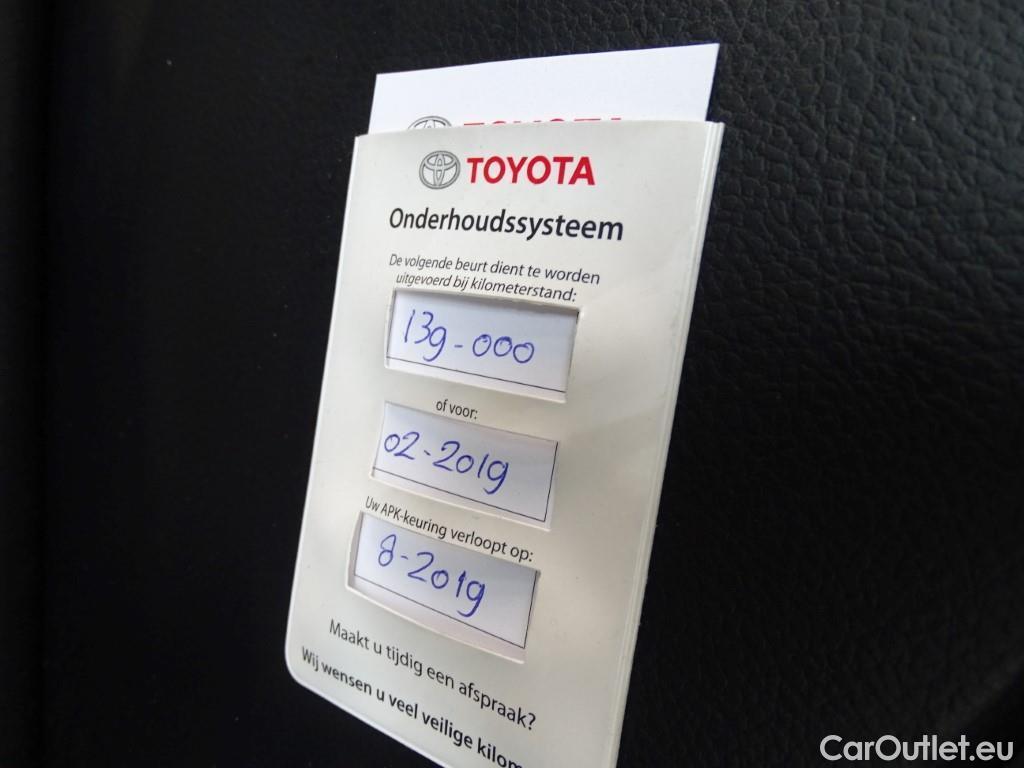 TOYOTA
TOYOTA
Onderhoudssysteem
De volgende beurt dient te worden
uitgevoerd bij kilometerstand:
139-000
of voor:
02-2019
Uw APK-keuring verloopt op:
8-2019
Maakt u tijdig een afspraak?
Wij wensen u veel veilige kilom
CarOutlet.eu